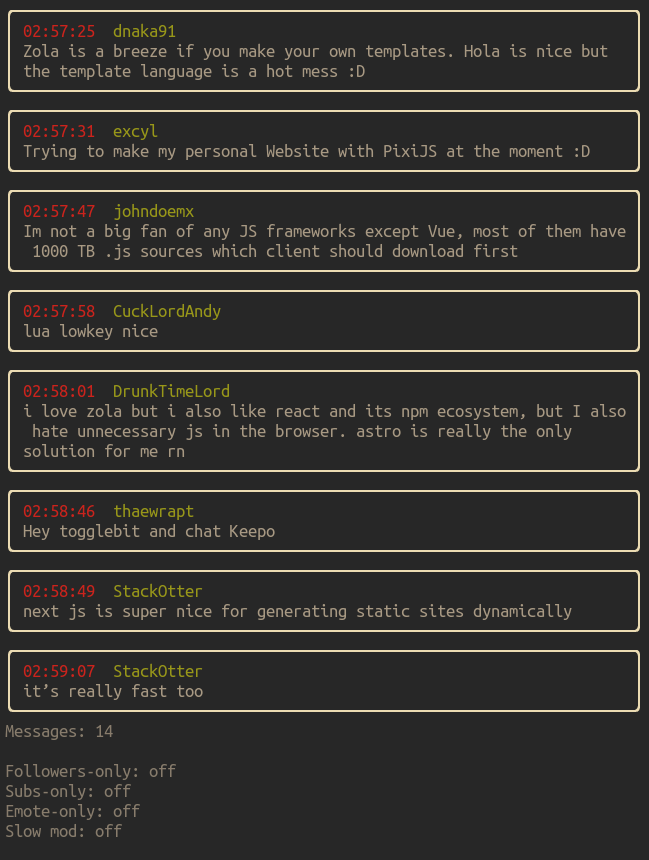 02:57:25  dnaka91
Zola is a breeze if you make your own templates. Hola is nice but
the template language is a hot mess :D
02:57:31  excyl
Trying to make my personal Website with PixiJS at the moment :D
02:57:47  johndoemx
Im not a big fan of any JS frameworks except Vue, most of them have
1000 TB .js sources which client should download first
02:57:58  CuckLordAndy
lua lowkey nice
02:58:01  DrunkTimeLord
i love zola but i also like react and its npm ecosystem, but I also
hate unnecessary js in the browser. astro is really the only
solution for me rn
02:58:46  thaewrapt
Hey togglebit and chat Keepo
02:58:49  StackOtter
next js is super nice for generating static sites dynamically
02:59:07  StackOtter
it’s really fast too
Messages: 14
Followers-only: off
Subs-only: off
Emote-only: off
Slow mod: off